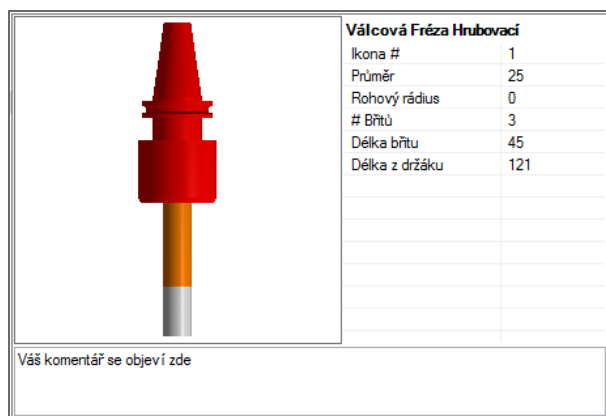 Válcová Fréza Hrubovací
Ikona # 1
Průměr 25
Rohový rádius 0
# Břitů 3
Délka břitu 45
Délka z držáku 121
Váš komentář se objeví zde